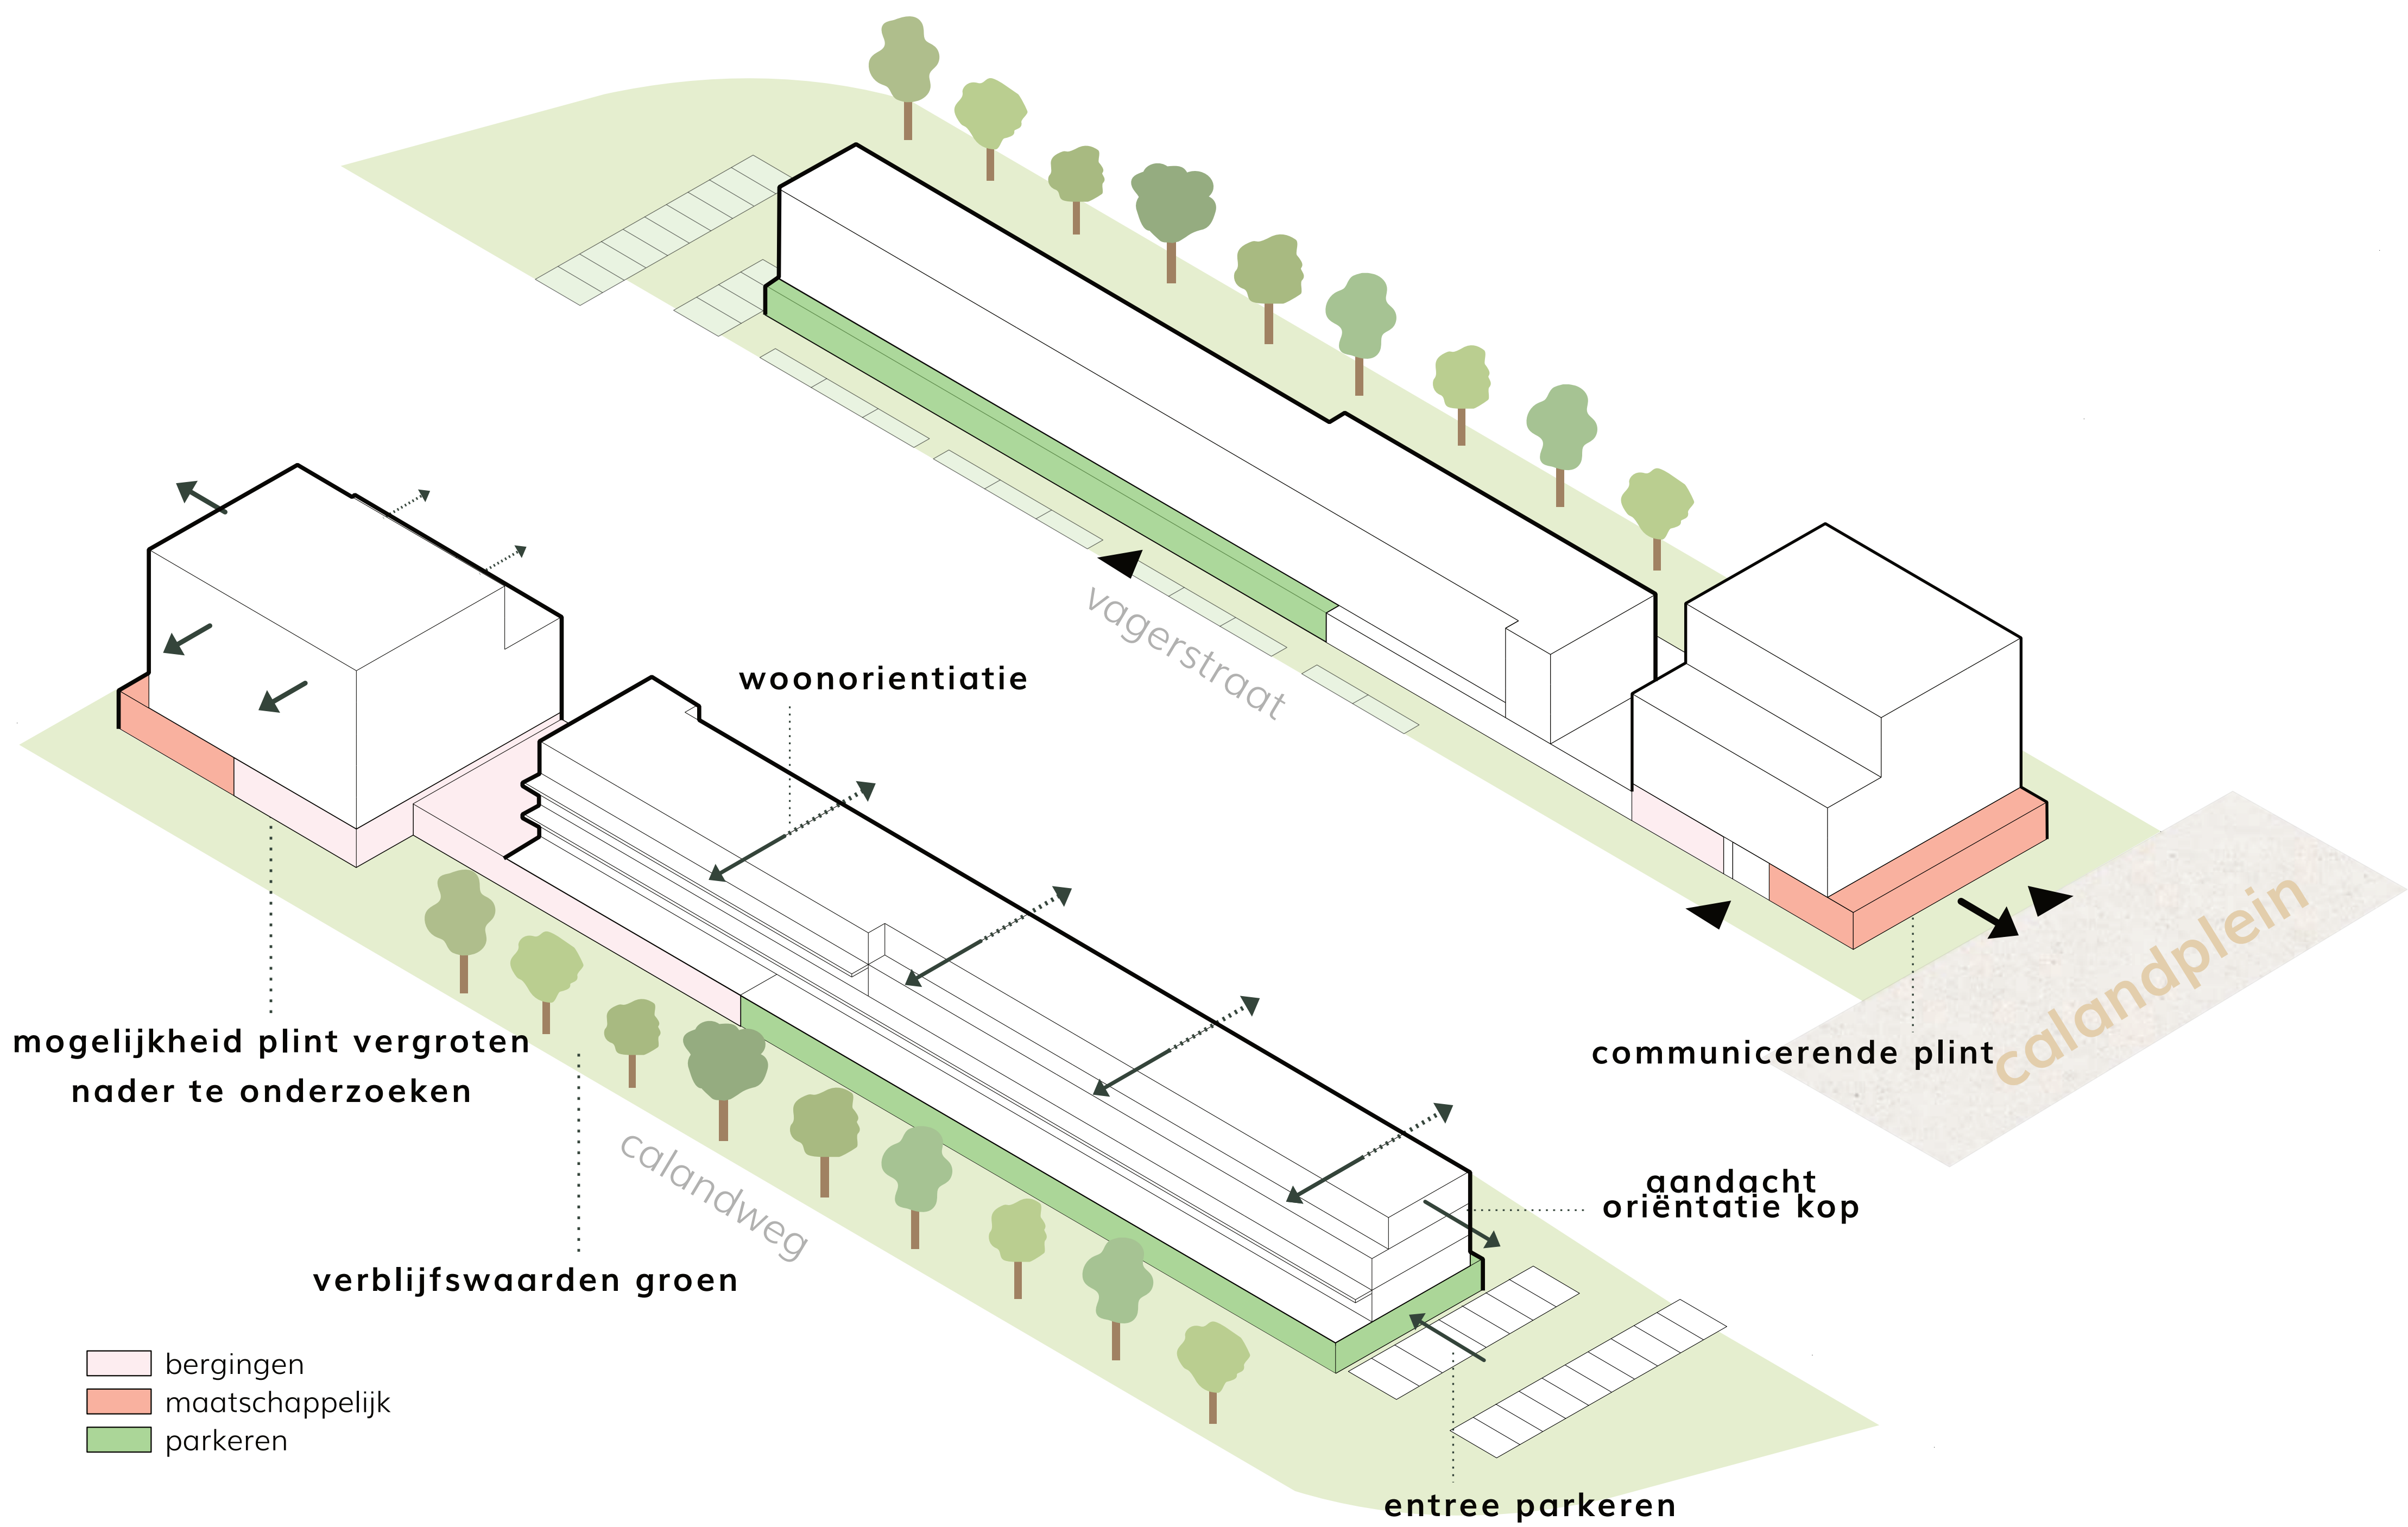 vagerstraat
woonorientiatie
mogelijkheid plint vergroten
nader te onderzoeken
communicerende plint
calandplein
calandweg
aandacht
oriëntatie kop
verblijfswaarden groen
bergingen
maatschappelijk
parkeren
entree parkeren